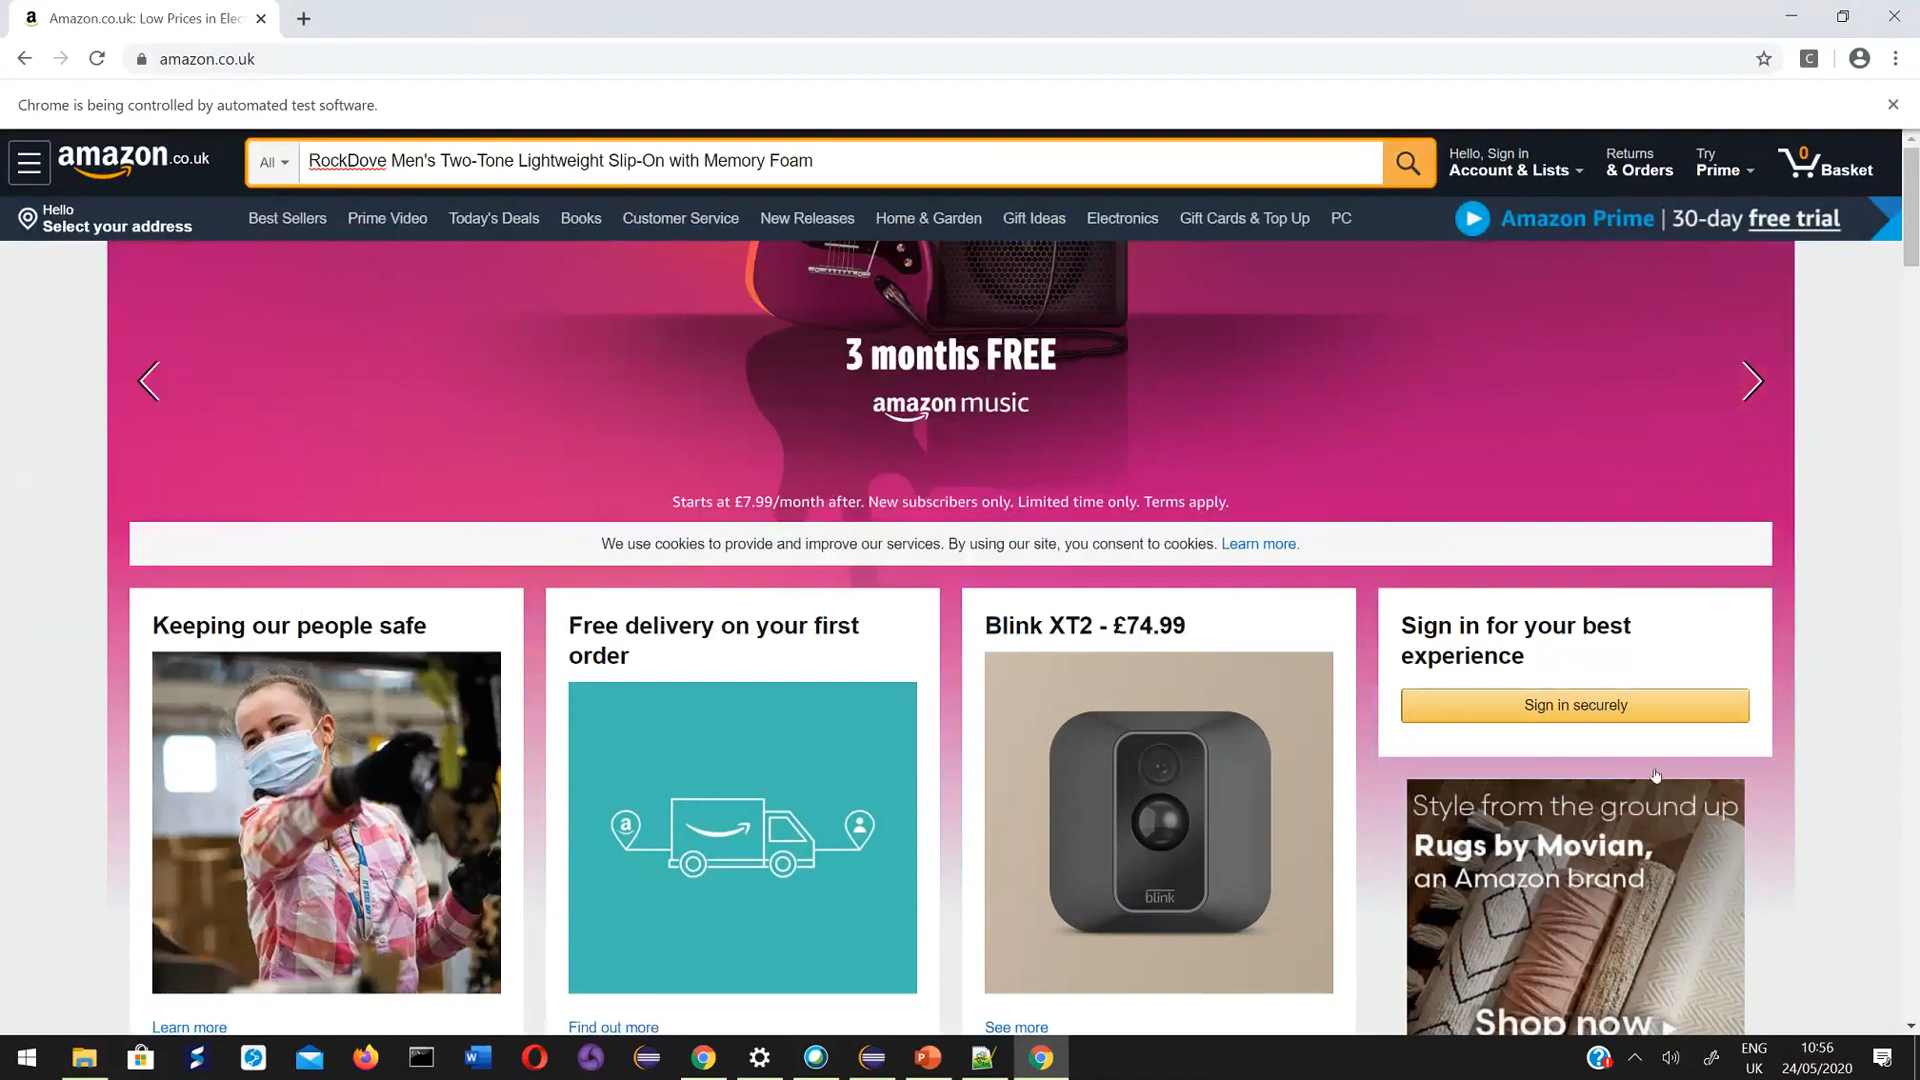 Amazon.co.uk: Low Prices in Elec
amazon.co.uk
Chrome is being controlled by automated test software.
amazon.co.uk
All
RockDove Men's Two-Tone Lightweight Slip-On with Memory Foam
Hello, Sign in
Account & Lists
Returns
& Orders
Try
Prime
0
Basket
Hello
Select your address
Best Sellers
Prime Video
Today's Deals
Books
Customer Service
New Releases
Home & Garden
Gift Ideas
Electronics
Gift Cards & Top Up
PC
Amazon Prime | 30-day free trial
3 months FREE
amazon music
Starts at £7.99/month after. New subscribers only. Limited time only. Terms apply.
We use cookies to provide and improve our services. By using our site, you consent to cookies. Learn more.
Keeping our people safe
Learn more
Free delivery on your first
order
a
Find out more
Blink XT2 - £74.99
blink
See more
Sign in for your best
experience
Sign in securely
Style from the ground up
Rugs by Movian,
an Amazon brand
Shop now
ENG
UK
10:56
24/05/2020